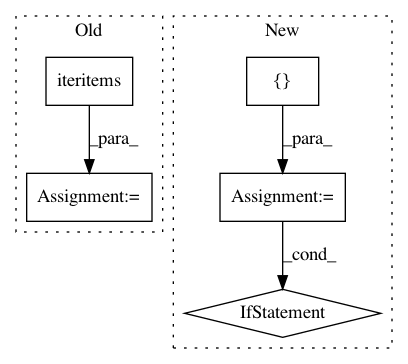 Old
New
iteritems
{}
_para_
_para_
Assignment:=
Assignment:=
_cond_
IfStatement